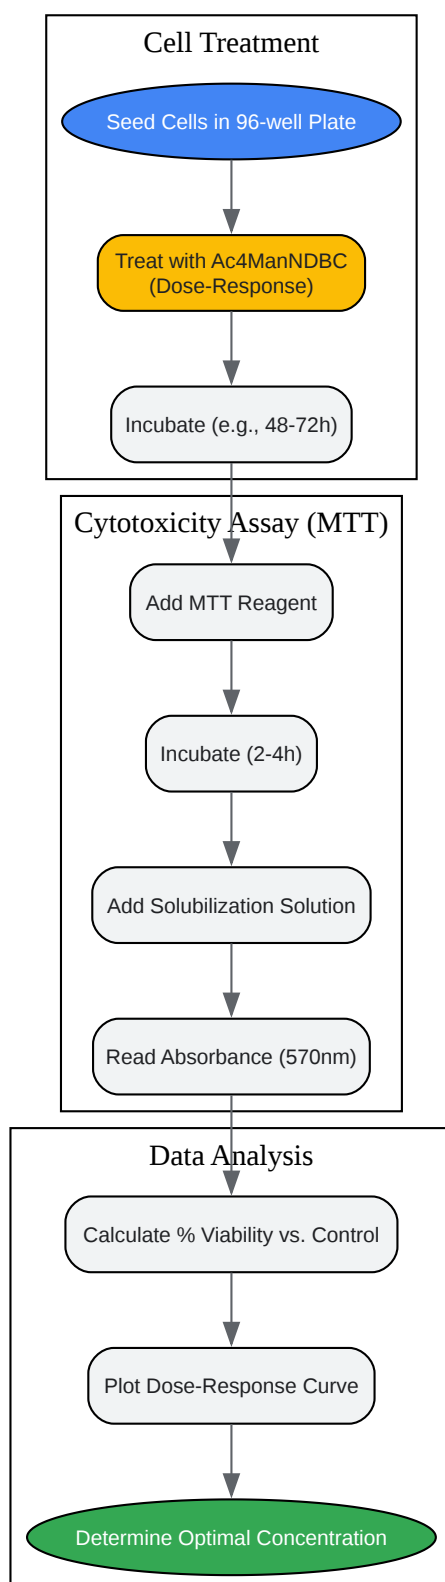 Cell Treatment
Seed Cells in 96-well Plate
Treat with Ac4ManNDBC
(Dose-Response)
Incubate (e.g., 48-72h)
Cytotoxicity Assay (MTT)
Add MTT Reagent
Incubate (2-4h)
Add Solubilization Solution
Read Absorbance (570nm)
Data Analysis
Calculate % Viability vs. Control
Plot Dose-Response Curve
Determine Optimal Concentration